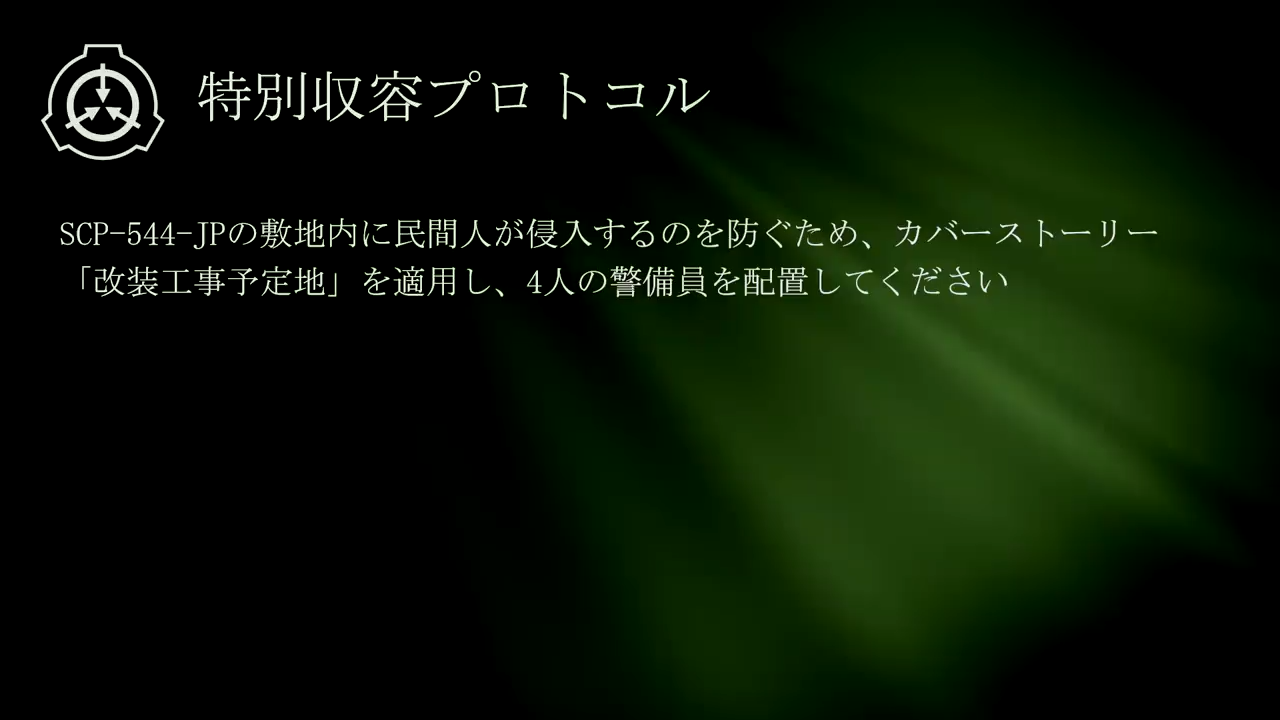 特別収容プロトコル
SCP-544-JPの敷地内に民間人が侵入するのを防ぐため、カバーストーリー
「改装工事予定地」を適用し、4人の警備員を配置してください